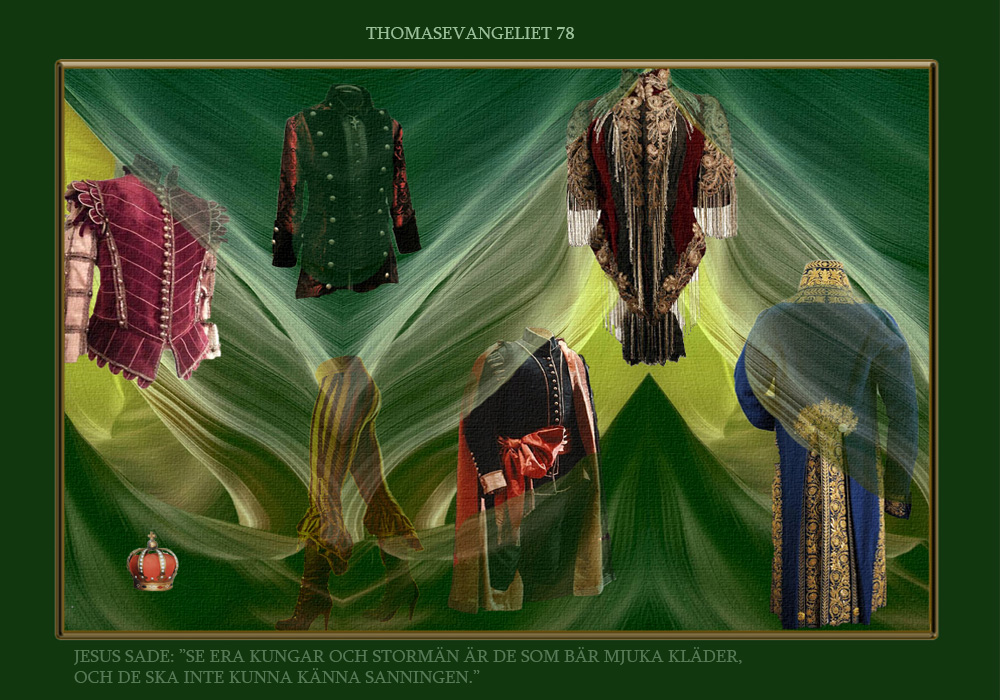 THOMASEVANGELIET 78
JESUS SADE: ”SE ERA KUNGAR OCH STORMÄN ÄR DE SOM BÄR MJUKA KLÄDER,
OCH DE SKA INTE KUNNA KÄNNA SANNINGEN.”